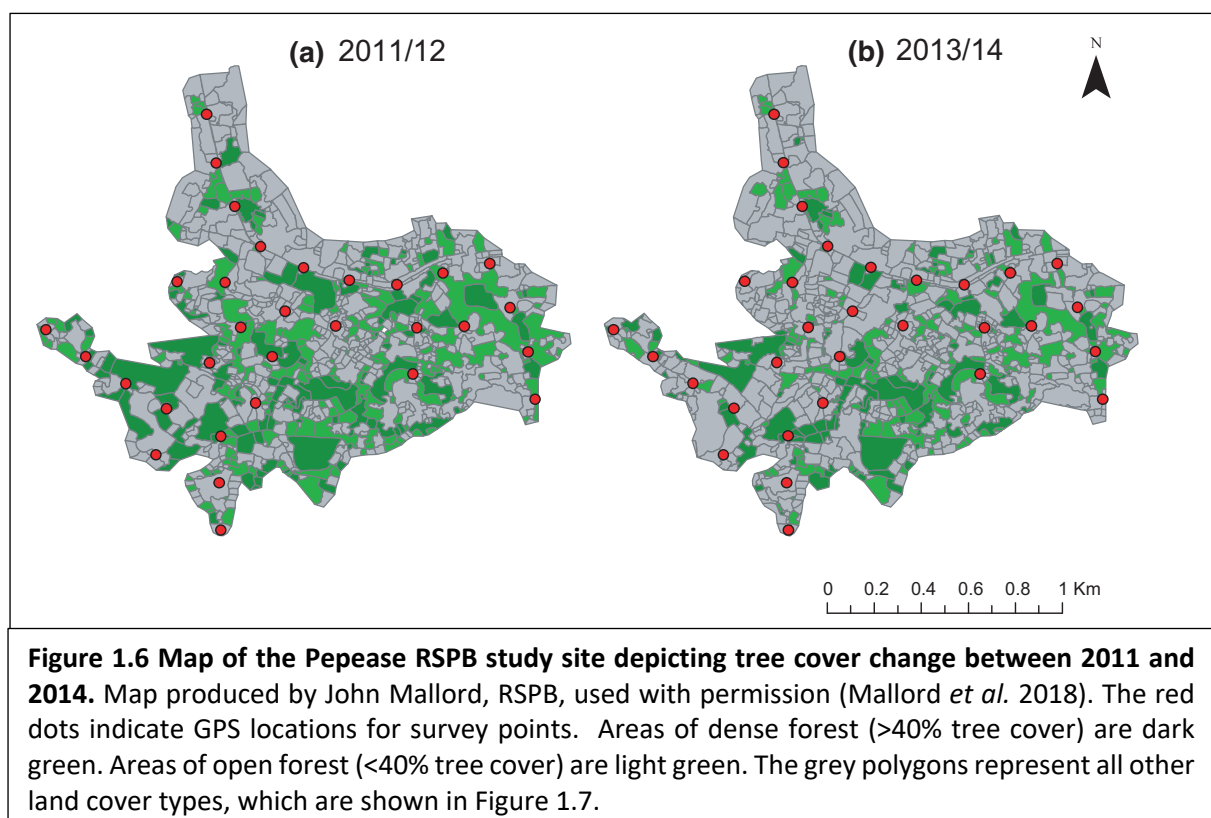 (a) 2011/12
(b) 2013/14
N
0 0.2 0.4 0.6 0.8 1 Km
Figure 1.6 Map of the Pepease RSPB study site depicting tree cover change between 2011 and
2014. Map produced by John Mallord, RSPB, used with permission (Mallord et al. 2018). The red
dots indicate GPS locations for survey points. Areas of dense forest (>40% tree cover) are dark
green. Areas of open forest (<40% tree cover) are light green. The grey polygons represent all other
land cover types, which are shown in Figure 1.7.